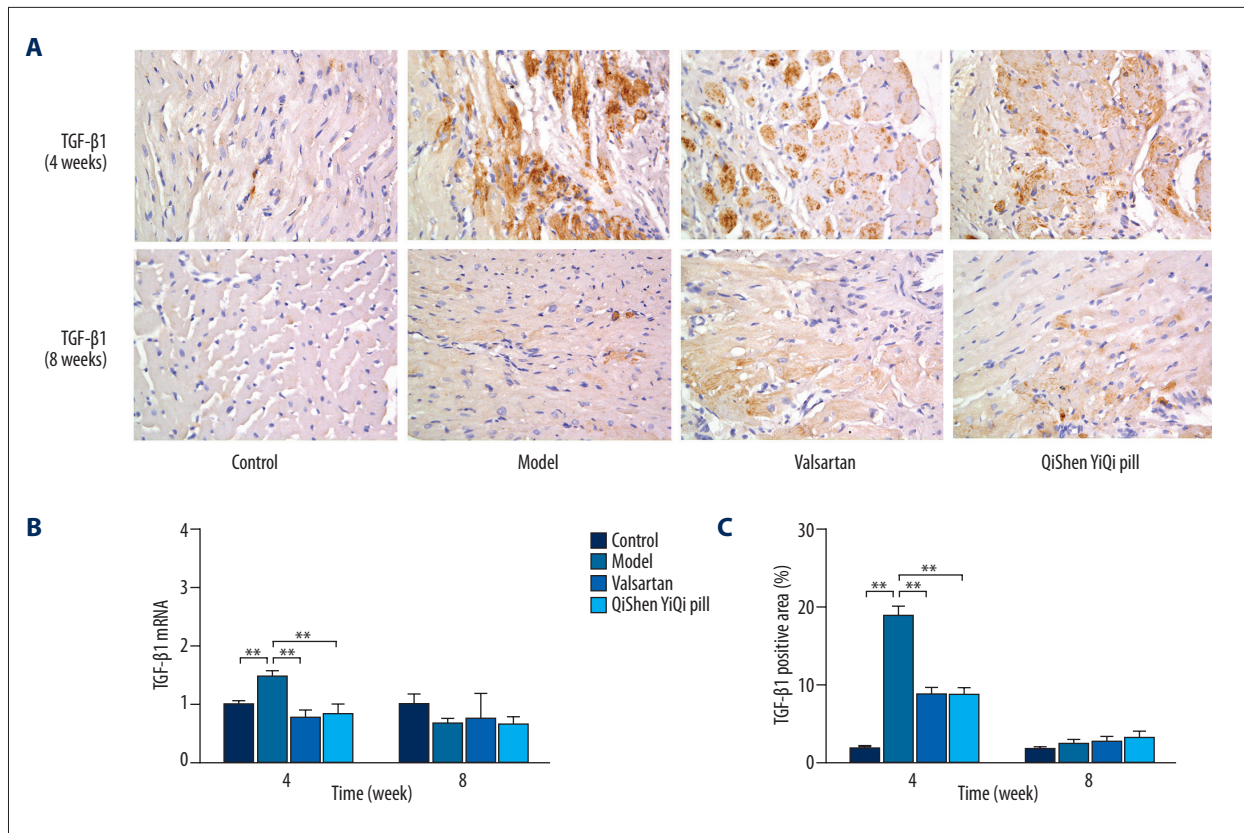 A
TGF-β1
(4 weeks)
TGF-β1
(8 weeks)
Control
Model
Valsartan
QiShen YiQi pill
B
4
3
2
1
0
TGF-β1 mRNA
**
**
**
4
8
Time (week)
Control
Model
Valsartan
QiShen YiQi pill
C
30
20
10
0
TGF-β1 positive area (%)
**
**
**
4
8
Time (week)